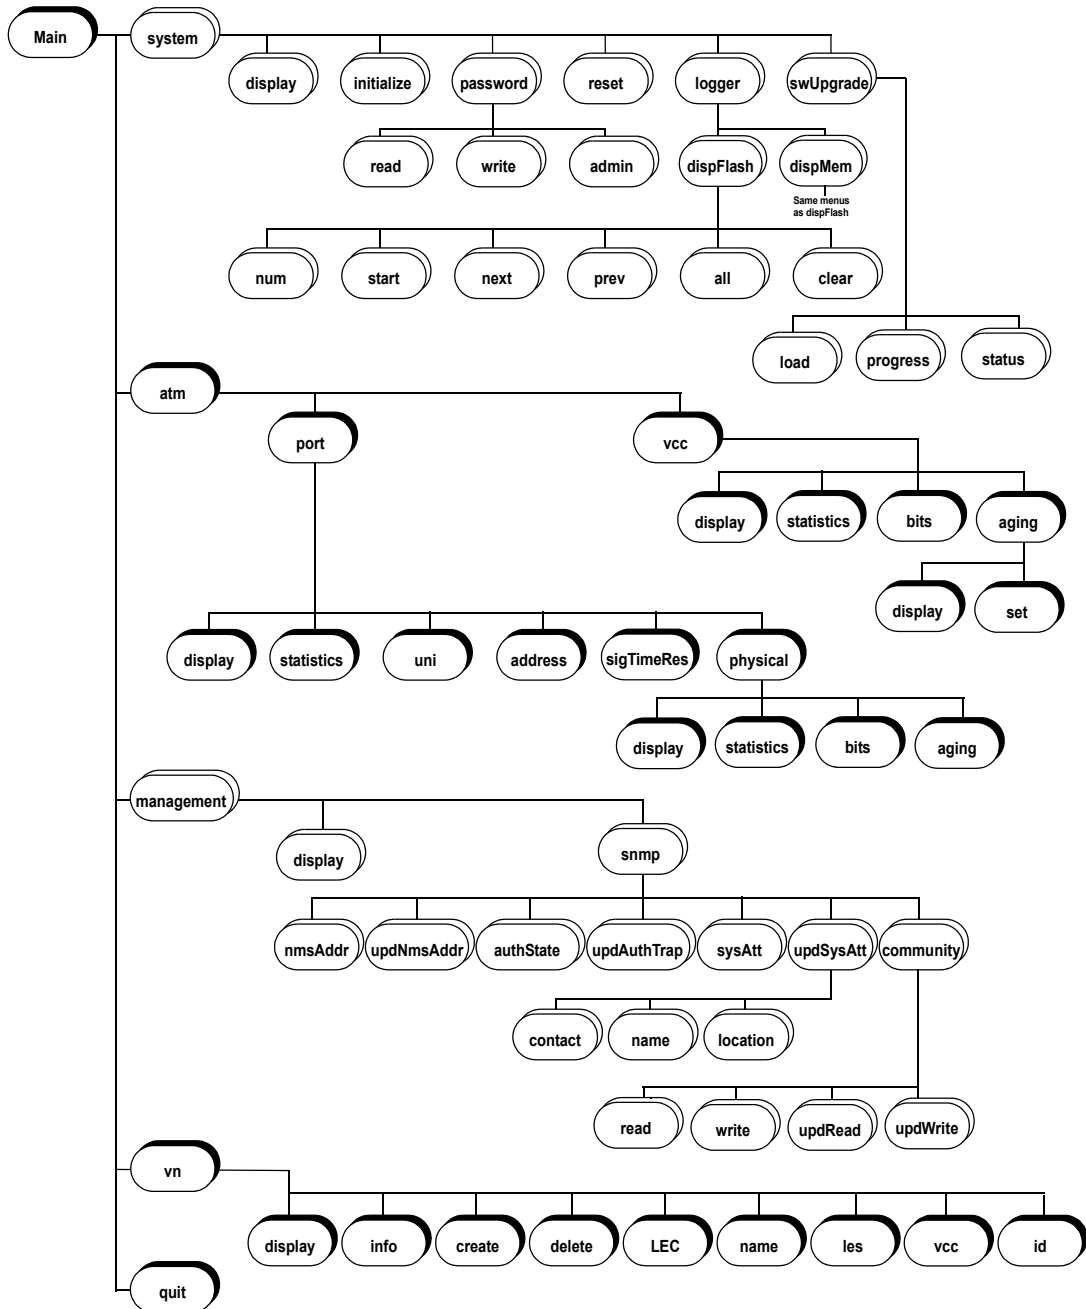 Main
system
display
initialize
password
reset
logger
swUpgrade
read
write
admin
dispFlash
dispMem
Same menus
as dispFlash
num
start
next
prev
all
clear
load
progress
status
atm
port
vcc
display
statistics
bits
aging
display
set
display
statistics
uni
address
sigTimeRes
physical
display
statistics
bits
aging
management
display
snmp
nmsAddr
updNmsAddr
authState
updAuthTrap
sysAtt
updSysAtt
community
contact
name
location
read
write
updRead
updWrite
vn
display
info
create
delete
LEC
name
les
vcc
id
quit